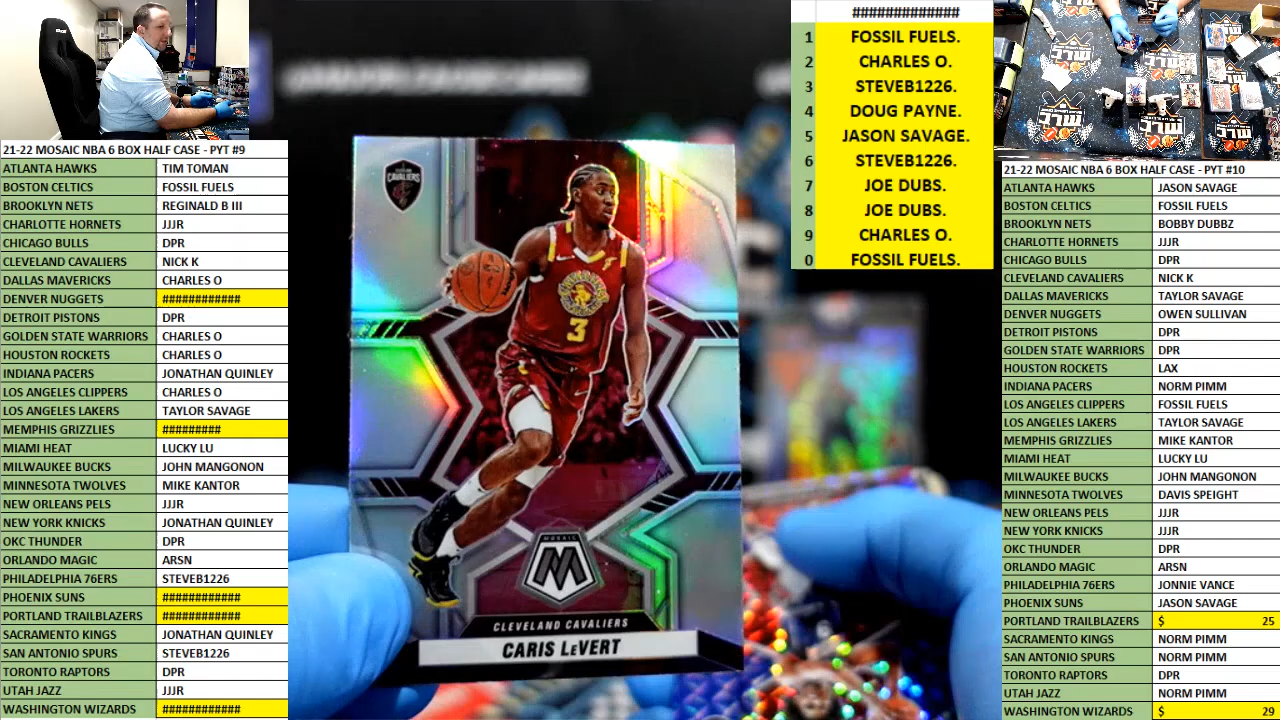 21-22 MOSAIC NBA 6 BOX HALF CASE - PYT #9
ATLANTA HAWKS TIM TOMAN
BOSTON CELTICS FOSSIL FUELS
BROOKLYN NETS REGINALD B III
CHARLOTTE HORNETS JJJR
CHICAGO BULLS DPR
CLEVELAND CAVALIERS NICK K
DALLAS MAVERICKS CHARLES O
DENVER NUGGETS ############
DETROIT PISTONS DPR
GOLDEN STATE WARRIORS CHARLES O
HOUSTON ROCKETS CHARLES O
INDIANA PACERS JONATHAN QUINLEY
LOS ANGELES CLIPPERS CHARLES O
LOS ANGELES LAKERS TAYLOR SAVAGE
MEMPHIS GRIZZLIES #########
MIAMI HEAT LUCKY LU
MILWAUKEE BUCKS JOHN MANGONON
MINNESOTA TWOLVES MIKE KANTOR
NEW ORLEANS PELS JJJR
NEW YORK KNICKS JONATHAN QUINLEY
OKC THUNDER DPR
ORLANDO MAGIC ARSN
PHILADELPHIA 76ERS STEVEB1226
PHOENIX SUNS ############
PORTLAND TRAILBLAZERS ############
SACRAMENTO KINGS JONATHAN QUINLEY
SAN ANTONIO SPURS STEVEB1226
TORONTO RAPTORS DPR
UTAH JAZZ JJJR
WASHINGTON WIZARDS ############
CAVALIERS
3
MOSAIC
M
CLEVELAND CAVALIERS
CARIS LeVERT
#############
1 FOSSIL FUELS.
2 CHARLES O.
3 STEVEB1226.
4 DOUG PAYNE.
5 JASON SAVAGE.
6 STEVEB1226.
7 JOE DUBS.
8 JOE DUBS.
9 CHARLES O.
0 FOSSIL FUELS.
21-22 MOSAIC NBA 6 BOX HALF CASE - PYT #10
ATLANTA HAWKS JASON SAVAGE
BOSTON CELTICS FOSSIL FUELS
BROOKLYN NETS BOBBY DUBBZ
CHARLOTTE HORNETS JJJR
CHICAGO BULLS DPR
CLEVELAND CAVALIERS NICK K
DALLAS MAVERICKS TAYLOR SAVAGE
DENVER NUGGETS OWEN SULLIVAN
DETROIT PISTONS DPR
GOLDEN STATE WARRIORS DPR
HOUSTON ROCKETS LAX
INDIANA PACERS NORM PIMM
LOS ANGELES CLIPPERS FOSSIL FUELS
LOS ANGELES LAKERS TAYLOR SAVAGE
MEMPHIS GRIZZLIES MIKE KANTOR
MIAMI HEAT LUCKY LU
MILWAUKEE BUCKS JOHN MANGONON
MINNESOTA TWOLVES DAVIS SPEIGHT
NEW ORLEANS PELS JJJR
NEW YORK KNICKS JJJR
OKC THUNDER DPR
ORLANDO MAGIC ARSN
PHILADELPHIA 76ERS JONNIE VANCE
PHOENIX SUNS JASON SAVAGE
PORTLAND TRAILBLAZERS $ 25
SACRAMENTO KINGS NORM PIMM
SAN ANTONIO SPURS NORM PIMM
TORONTO RAPTORS DPR
UTAH JAZZ NORM PIMM
WASHINGTON WIZARDS $ 29